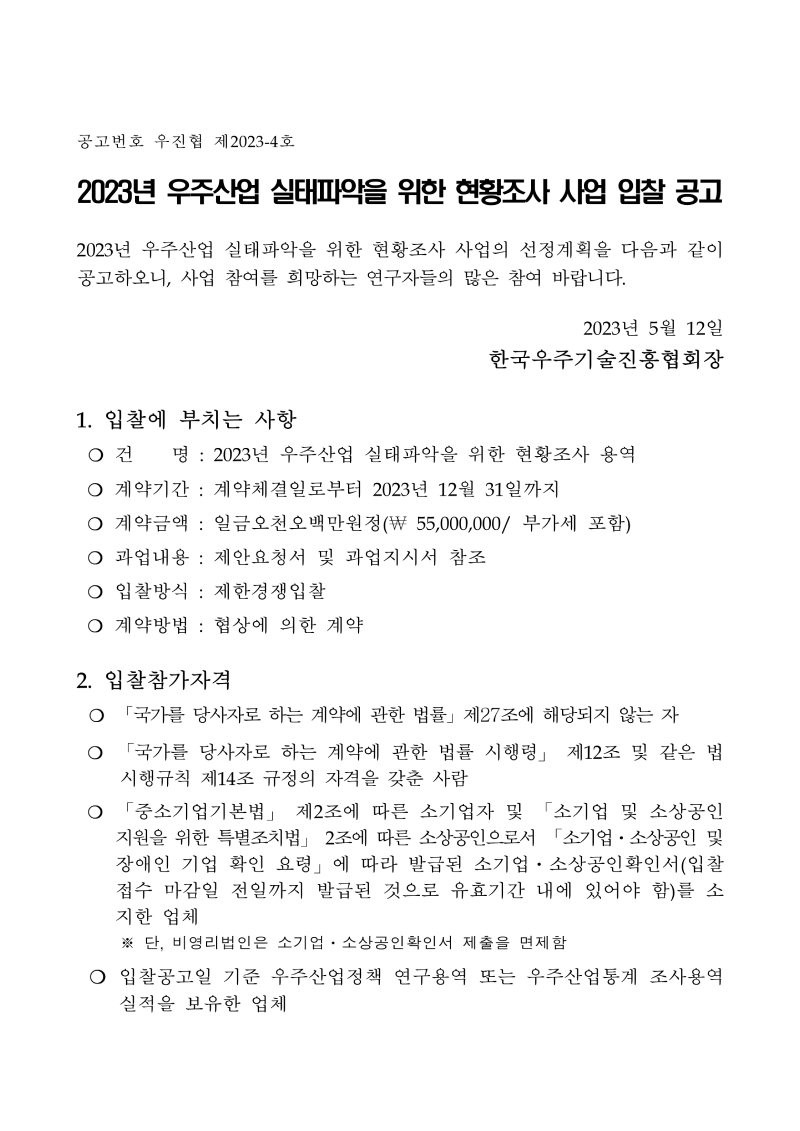 공고번호 우진협 제2023-4호
2023년 우주산업 실태파악을 위한 현황조사 사업 입찰 공고
2023년 우주산업 실태파악을 위한 현황조사 사업의 선정계획을 다음과 같이
공고하오니, 사업 참여를 희망하는 연구자들의 많은 참여 바랍니다.
2023년 5월 12일
한국우주기술진흥협회장
1. 입찰에 부치는 사항
❍ 건 명 : 2023년 우주산업 실태파악을 위한 현황조사 용역
❍ 계약기간 : 계약체결일로부터 2023년 12월 31일까지
❍ 계약금액 : 일금오천오백만원정(₩ 55,000,000/ 부가세 포함)
❍ 과업내용 : 제안요청서 및 과업지시서 참조
❍ 입찰방식 : 제한경쟁입찰
❍ 계약방법 : 협상에 의한 계약
2. 입찰참가자격
❍ 「국가를 당사자로 하는 계약에 관한 법률」제27조에 해당되지 않는 자
❍ 「국가를 당사자로 하는 계약에 관한 법률 시행령」 제12조 및 같은 법
시행규칙 제14조 규정의 자격을 갖춘 사람
❍ 「중소기업기본법」 제2조에 따른 소기업자 및 「소기업 및 소상공인
지원을 위한 특별조치법」 2조에 따른 소상공인으로서 「소기업・소상공인 및
장애인 기업 확인 요령」에 따라 발급된 소기업・소상공인확인서(입찰
접수 마감일 전일까지 발급된 것으로 유효기간 내에 있어야 함)를 소
지한 업체
※ 단, 비영리법인은 소기업・소상공인확인서 제출을 면제함
❍ 입찰공고일 기준 우주산업정책 연구용역 또는 우주산업통계 조사용역
실적을 보유한 업체